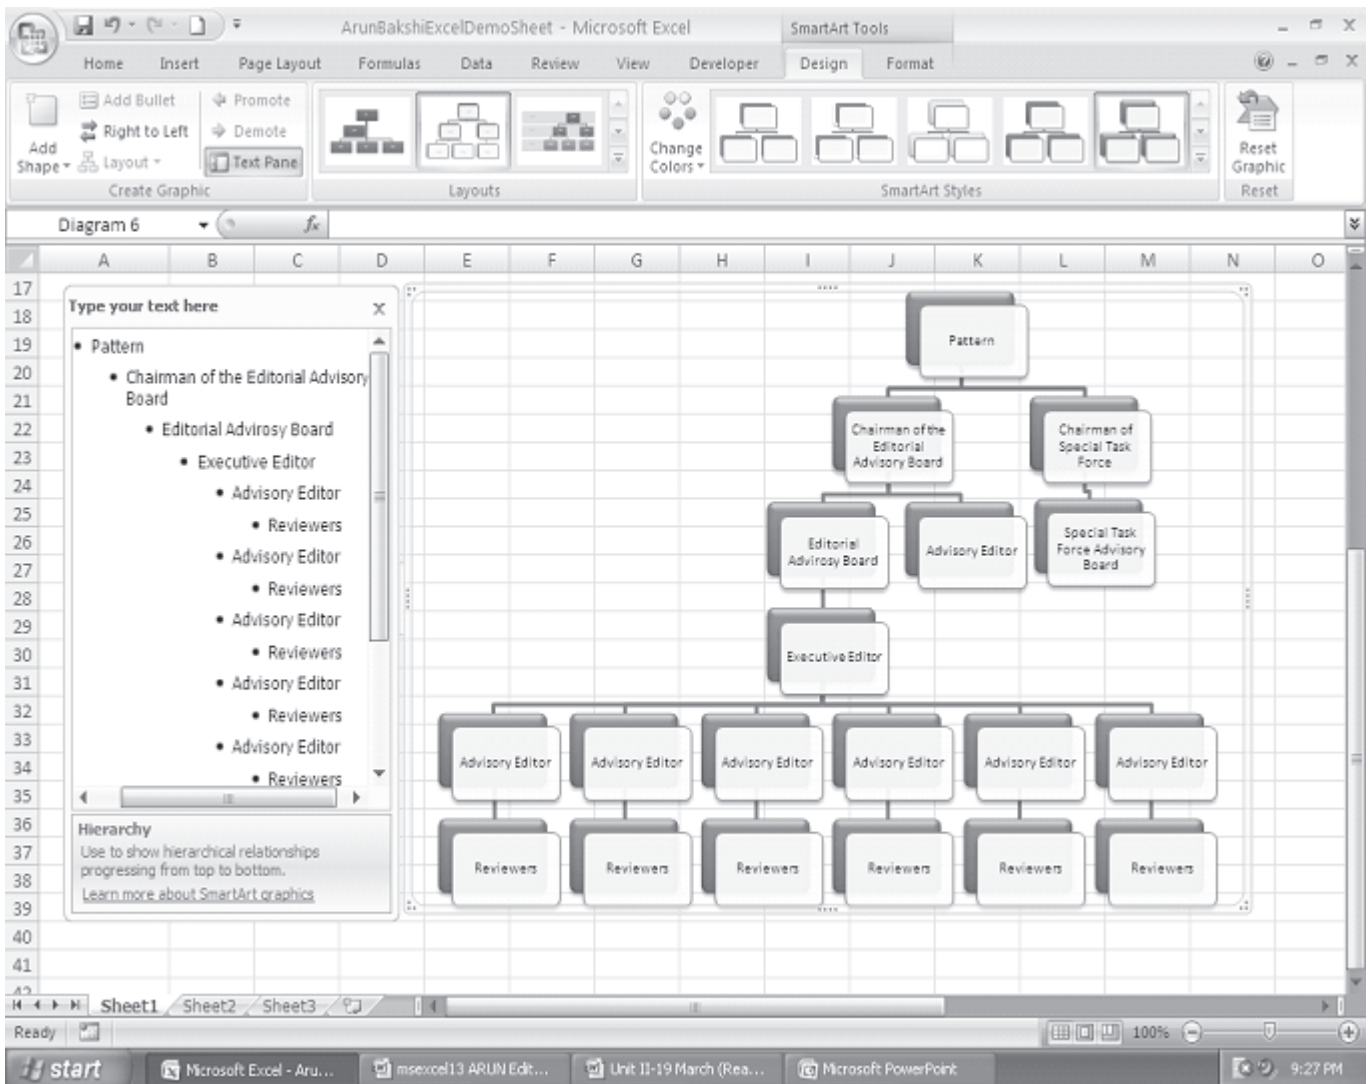 ArunBakshiExcelDemoSheet - Microsoft Excel
SmartArt Tools
Home Insert Page Layout Formulas Data Review View Developer Design Format
Add Shape
Add Bullet
Right to Left
Layout
Promote
Demote
Text Pane
Create Graphic
Layouts
Change Colors
SmartArt Styles
Reset Graphic
Reset
Diagram 6
fx
A B C D E F G H I J K L M N O
17
18
19
20
21
22
23
24
25
26
27
28
29
30
31
32
33
34
35
36
37
38
39
40
41
42
Type your text here
Pattern
Chairman of the Editorial Advisory
Board
Editorial Advirosy Board
Executive Editor
Advisory Editor
Reviewers
Advisory Editor
Reviewers
Advisory Editor
Reviewers
Advisory Editor
Reviewers
Advisory Editor
Reviewers
Hierarchy
Use to show hierarchical relationships
progressing from top to bottom.
Learn more about SmartArt graphics
Pattern
Chairman of the
Editorial
Advisory Board
Chairman of
Special Task
Force
Editorial
Advirosy Board
Advisory Editor
Special Task
Force Advisory
Board
Executive Editor
Advisory Editor Advisory Editor Advisory Editor Advisory Editor Advisory Editor Advisory Editor
Reviewers Reviewers Reviewers Reviewers Reviewers Reviewers
Sheet1 Sheet2 Sheet3
Ready
100%
start
Microsoft Excel - Aru...
msexcel13 ARUN Edit...
Unit II-19 March (Rea...
Microsoft PowerPoint
9:27 PM